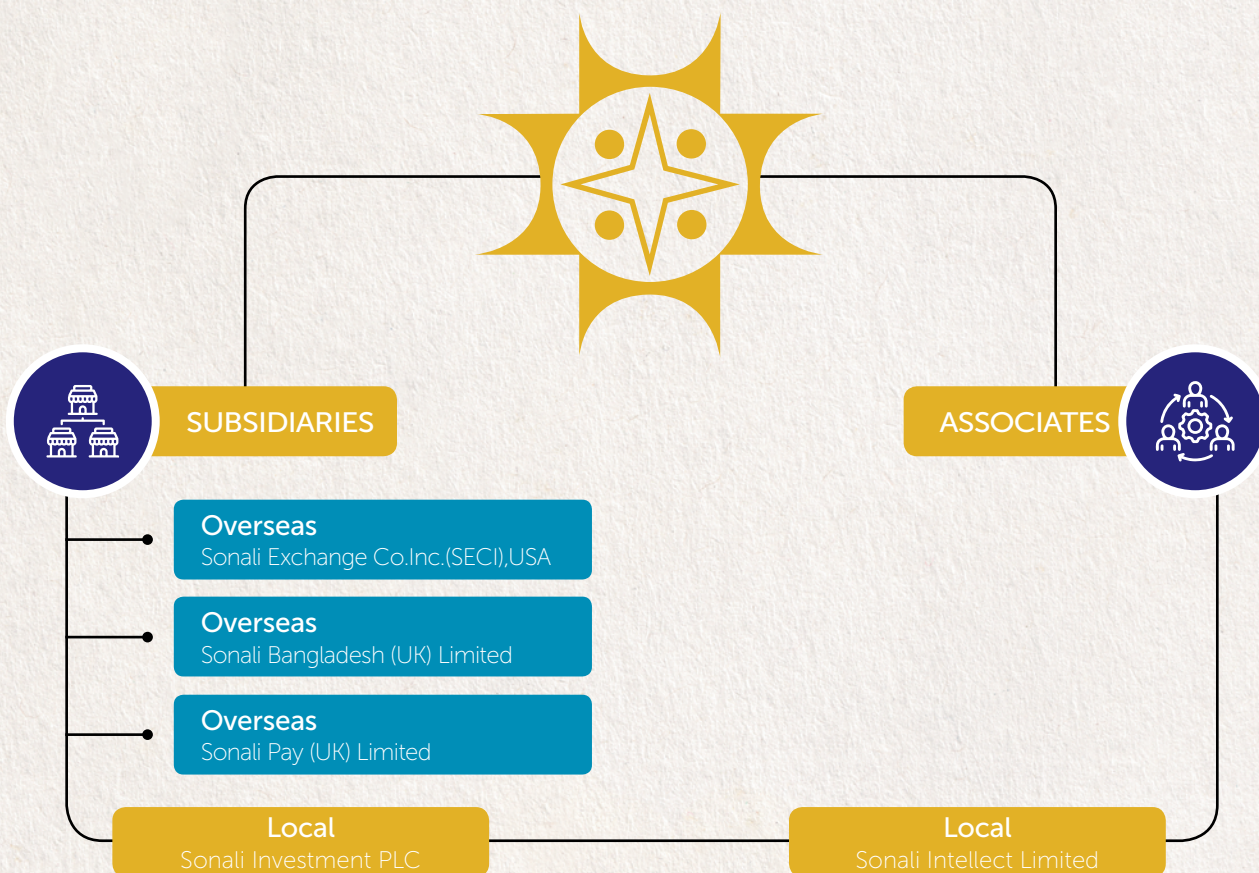 SUBSIDIARIES
ASSOCIATES
Overseas
Sonali Exchange Co.Inc.(SECI),USA
Overseas
Sonali Bangladesh (UK) Limited
Overseas
Sonali Pay (UK) Limited
Local
Sonali Investment PLC
Local
Sonali Intellect Limited